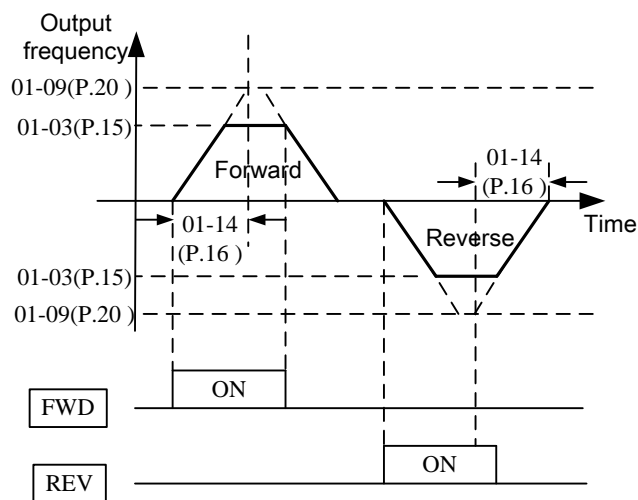 Output
frequency
01-09(P.20 )
01-03(P.15)
Forward
01-14
(P.16 )
Time
01-14
(P.16 )
Reverse
01-03(P.15)
01-09(P.20 )
ON
FWD
ON
REV